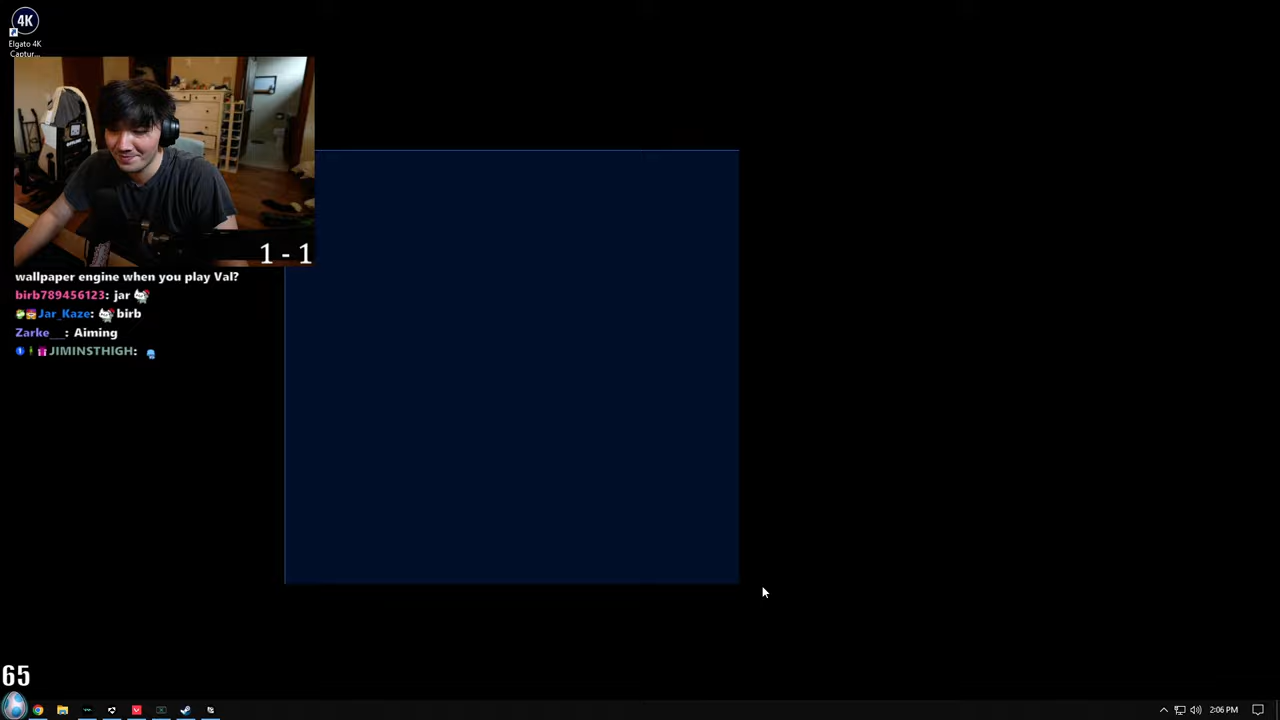 4K
Elgato 4K
Captur...
1 - 1
wallpaper engine when you play Val?
birb789456123: jar
Jar_Kaze: birb
Zarke__: Aiming
JIMINSTHIGH:
65
2:06 PM